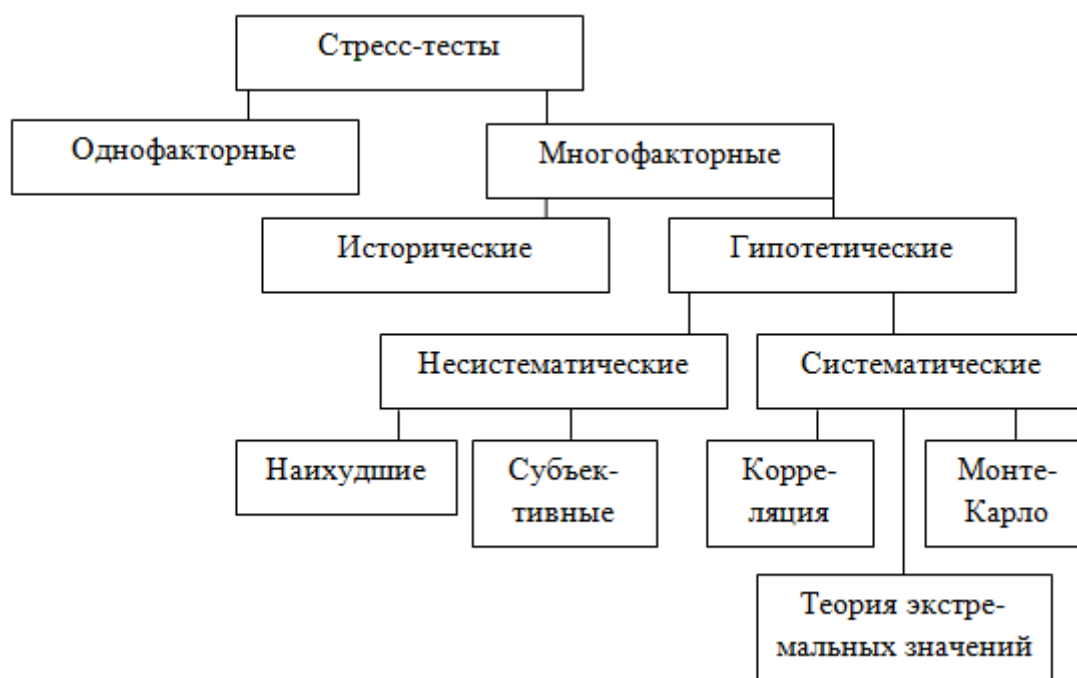 Стресс-тесты
Однофакторные
Многофакторные
Исторические
Гипотетические
Несистематические
Систематические
Наихудшие
Субъек-
тивные
Корре-
ляция
Монте-
Карло
Теория экстре-
мальных значений